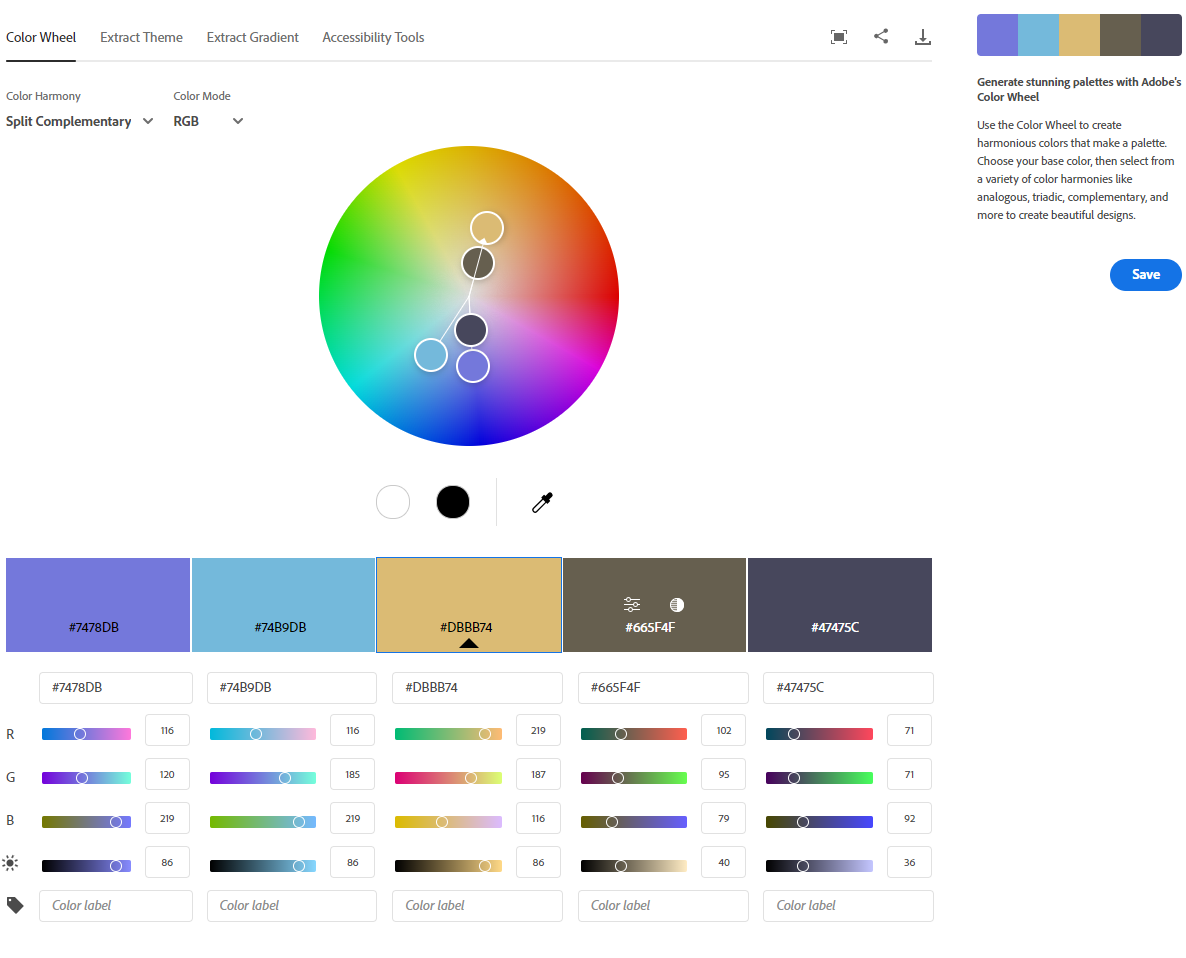 Color Wheel Extract Theme Extract Gradient Accessibility Tools
Color Harmony Color Mode
Split Complementary RGB
#7478DB #74B9DB #DBBB74 #665F4F #47475C
#7478DB #74B9DB #DBBB74 #665F4F #47475C
R 116 116 219 102 71
G 120 185 187 95 71
B 219 219 116 79 92
86 86 86 40 36
Color label Color label Color label Color label Color label
Generate stunning palettes with Adobe's
Color Wheel
Use the Color Wheel to create
harmonious colors that make a palette.
Choose your base color, then select from
a variety of color harmonies like
analogous, triadic, complementary, and
more to create beautiful designs.
Save